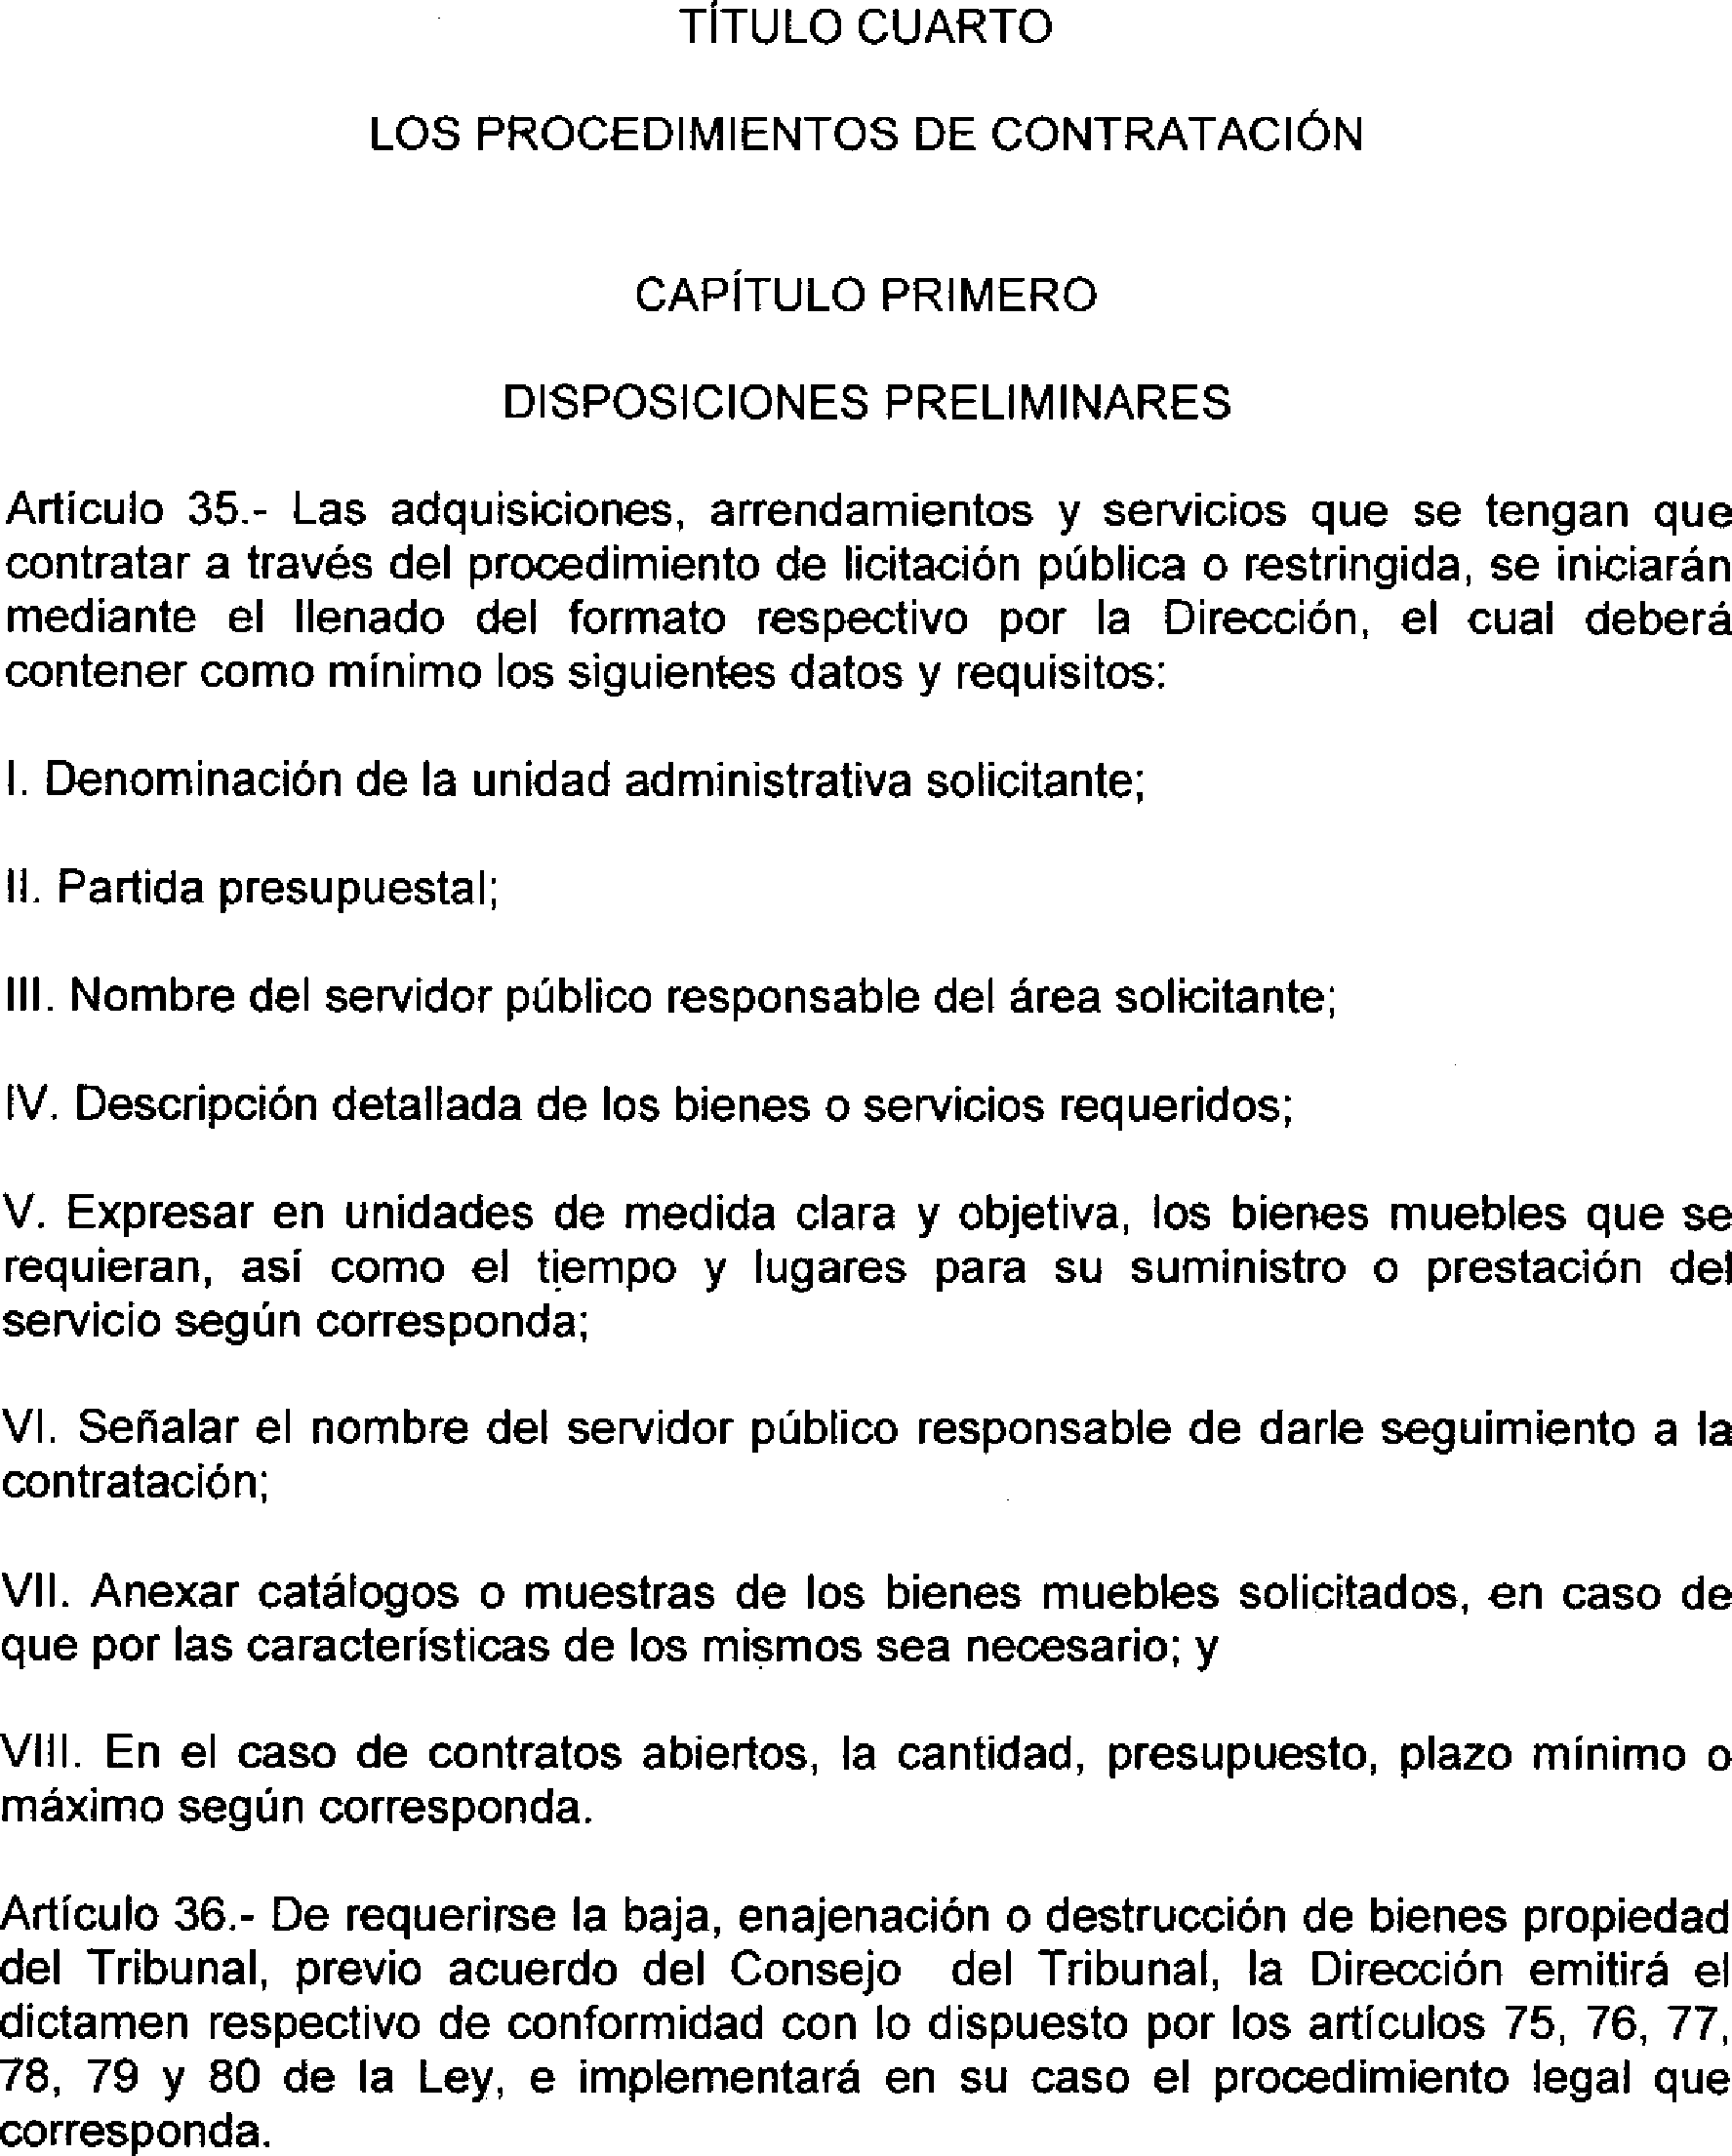 TÍTULO CUARTO
LOS PROCEDIMIENTOS DE CONTRATACIÓN
CAPÍTULO PRIMERO
DISPOSICIONES PRELIMINARES
Artículo 35.- Las adquisiciones, arrendamientos y servicios que se tengan que
contratar a través del procedimiento de licitación pública o restringida, se iniciarán
mediante el llenado del formato respectivo por la Dirección, el cual deberá
contener como mínimo los siguientes datos y requisitos:
I. Denominación de la unidad administrativa solicitante;
II. Partida presupuestal;
III. Nombre del servidor público responsable del área solicitante;
IV. Descripción detallada de los bienes o servicios requeridos;
V. Expresar en unidades de medida clara y objetiva, los bienes muebles que se
requieran, así como el tiempo y lugares para su suministro o prestación del
servicio según corresponda;
VI. Señalar el nombre del servidor público responsable de darle seguimiento a la
contratación;
VII. Anexar catálogos o muestras de los bienes muebles solicitados, en caso de
que por las características de los mismos sea necesario; y
VIII. En el caso de contratos abiertos, la cantidad, presupuesto, plazo mínimo o
máximo según corresponda.
Artículo 36.- De requerirse la baja, enajenación o destrucción de bienes propiedad
del Tribunal, previo acuerdo del Consejo del Tribunal, la Dirección emitirá el
dictamen respectivo de conformidad con lo dispuesto por los artículos 75, 76, 77,
78, 79 y 80 de la Ley, e implementará en su caso el procedimiento legal que
corresponda.